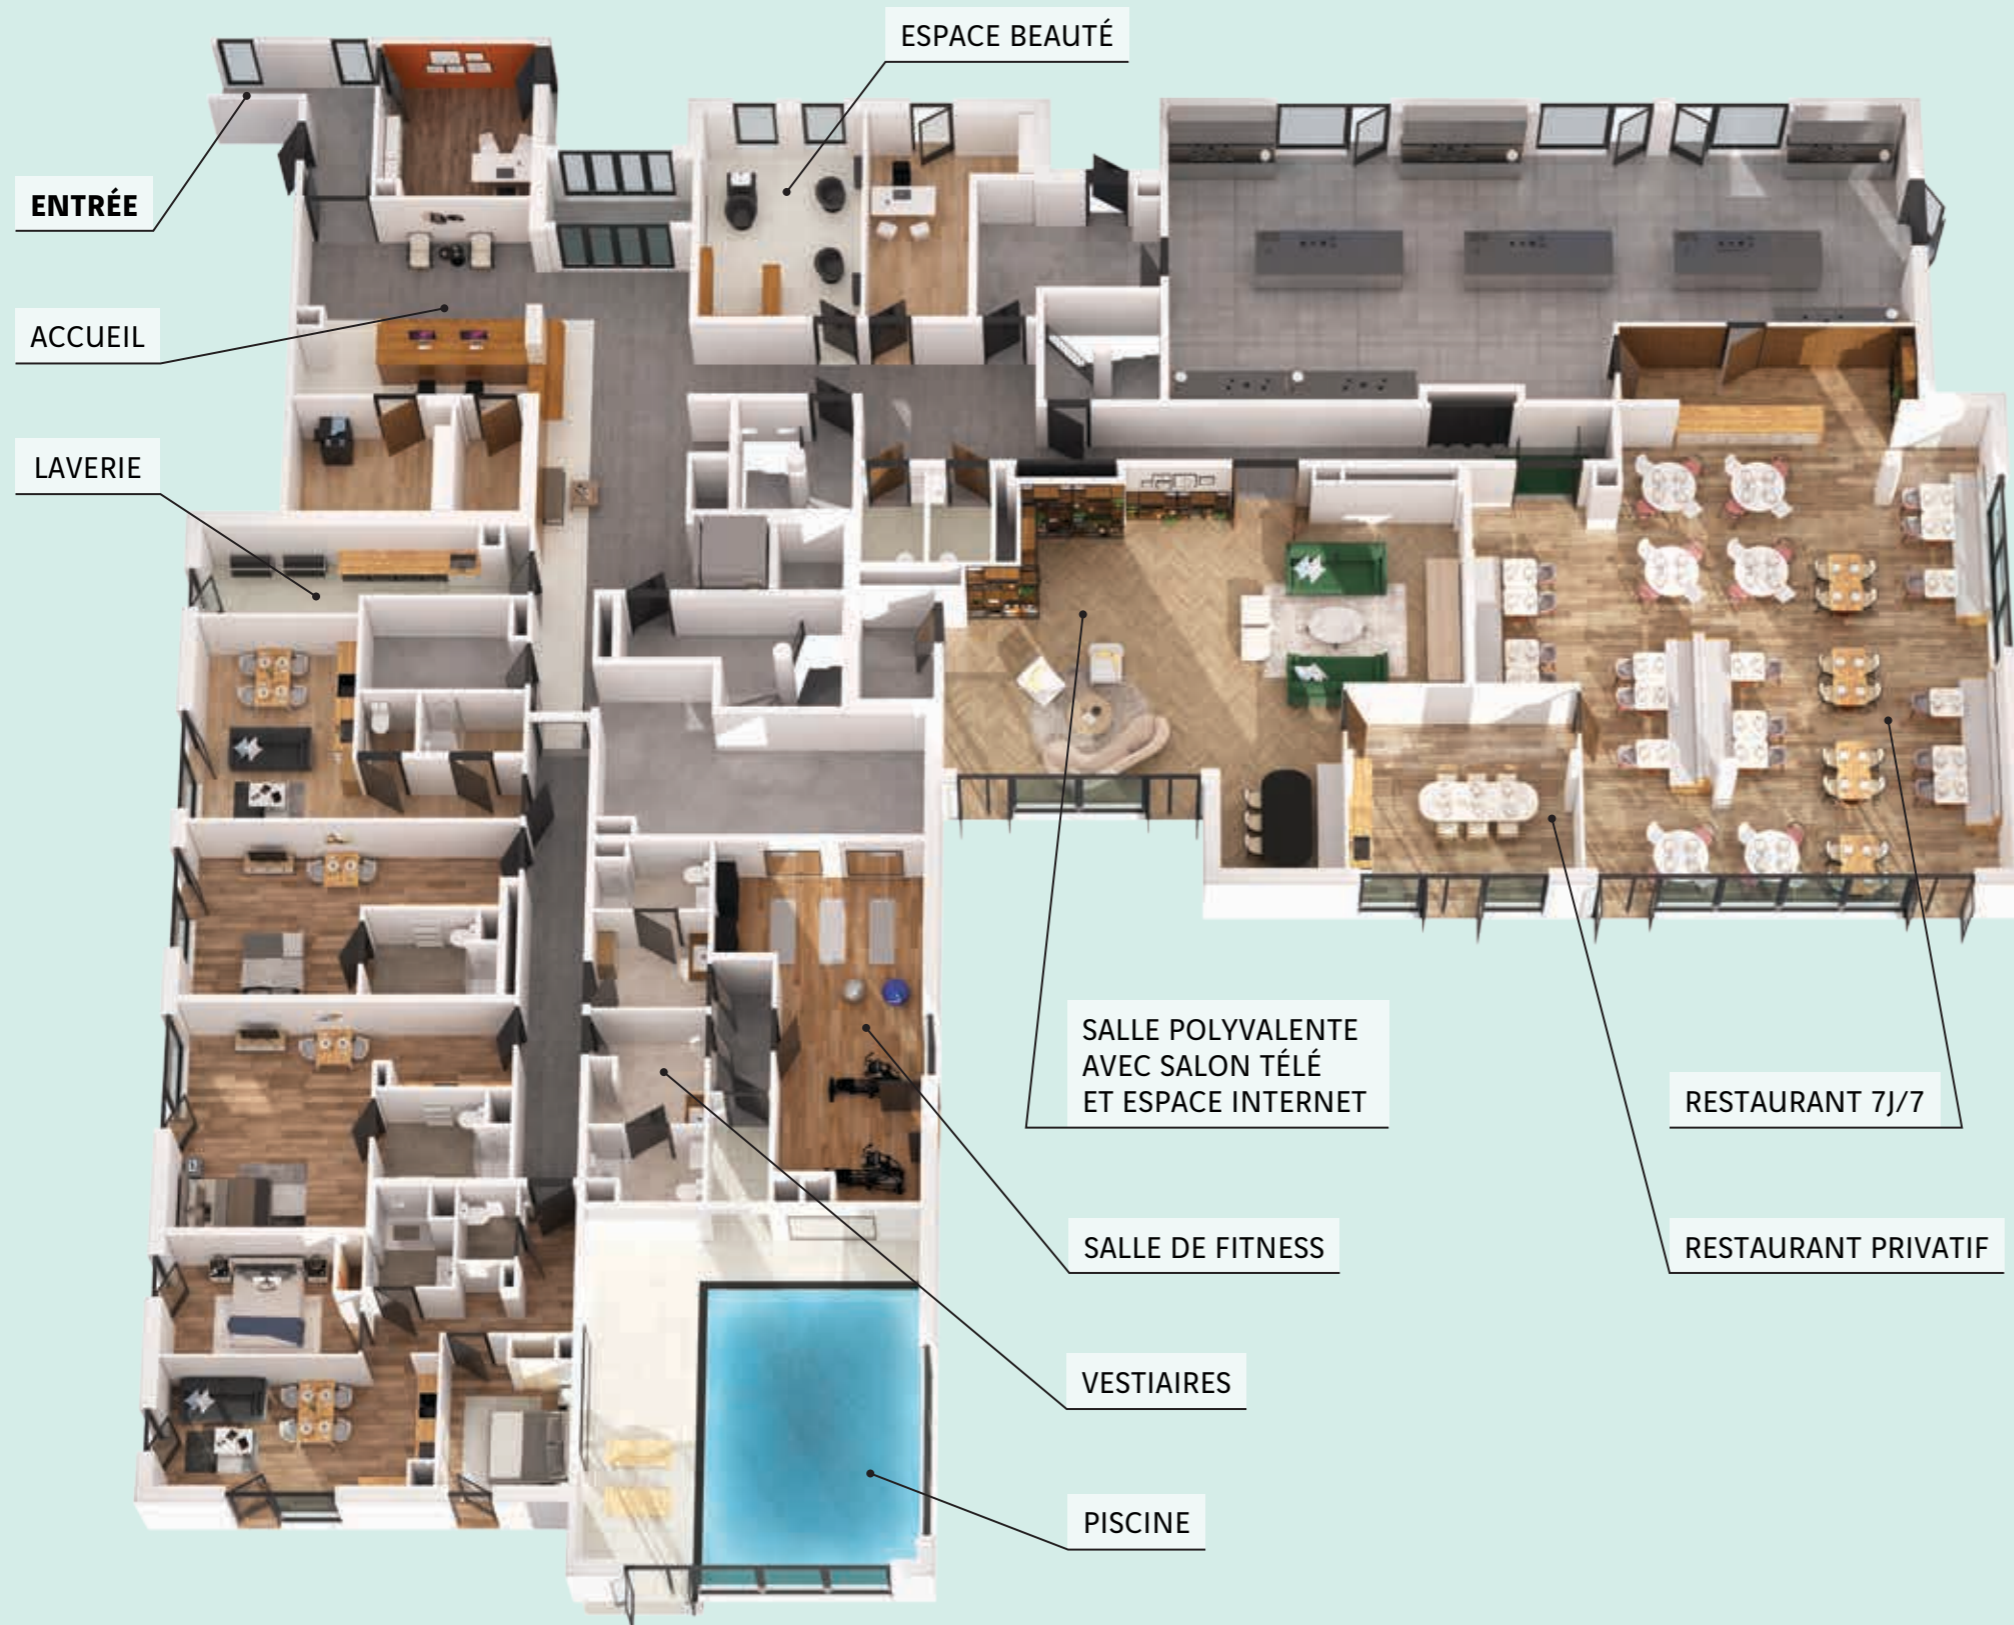 ESPACE BEAUTÉ
ENTRÉE
ACCUEIL
LAVERIE
SALLE POLYVALENTE
AVEC SALON TÉLÉ
ET ESPACE INTERNET
RESTAURANT 7J/7
SALLE DE FITNESS
RESTAURANT PRIVATIF
VESTIAIRES
PISCINE